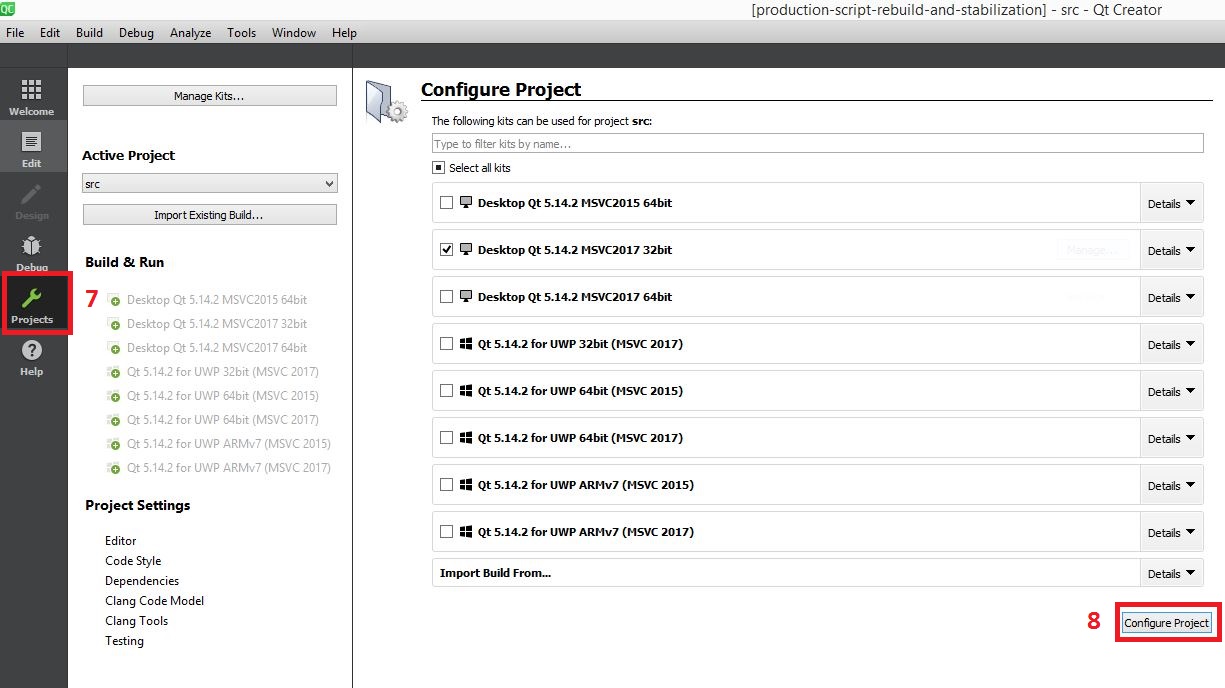 QC
[production-script-rebuild-and-stabilization] - src - Qt Creator
File Edit Build Debug Analyze Tools Window Help
Welcome
Edit
Design
Debug
Projects
Help
7
Manage Kits...
Active Project
src
Import Existing Build...
Build & Run
Desktop Qt 5.14.2 MSVC2015 64bit
Desktop Qt 5.14.2 MSVC2017 32bit
Desktop Qt 5.14.2 MSVC2017 64bit
Qt 5.14.2 for UWP 32bit (MSVC 2017)
Qt 5.14.2 for UWP 64bit (MSVC 2015)
Qt 5.14.2 for UWP 64bit (MSVC 2017)
Qt 5.14.2 for UWP ARMv7 (MSVC 2015)
Qt 5.14.2 for UWP ARMv7 (MSVC 2017)
Project Settings
Editor
Code Style
Dependencies
Clang Code Model
Clang Tools
Testing
Configure Project
The following kits can be used for project src:
Type to filter kits by name...
Select all kits
Desktop Qt 5.14.2 MSVC2015 64bit Details
Desktop Qt 5.14.2 MSVC2017 32bit Manage... Details
Desktop Qt 5.14.2 MSVC2017 64bit Details
Qt 5.14.2 for UWP 32bit (MSVC 2017) Details
Qt 5.14.2 for UWP 64bit (MSVC 2015) Details
Qt 5.14.2 for UWP 64bit (MSVC 2017) Details
Qt 5.14.2 for UWP ARMv7 (MSVC 2015) Details
Qt 5.14.2 for UWP ARMv7 (MSVC 2017) Details
Import Build From... Details
8 Configure Project